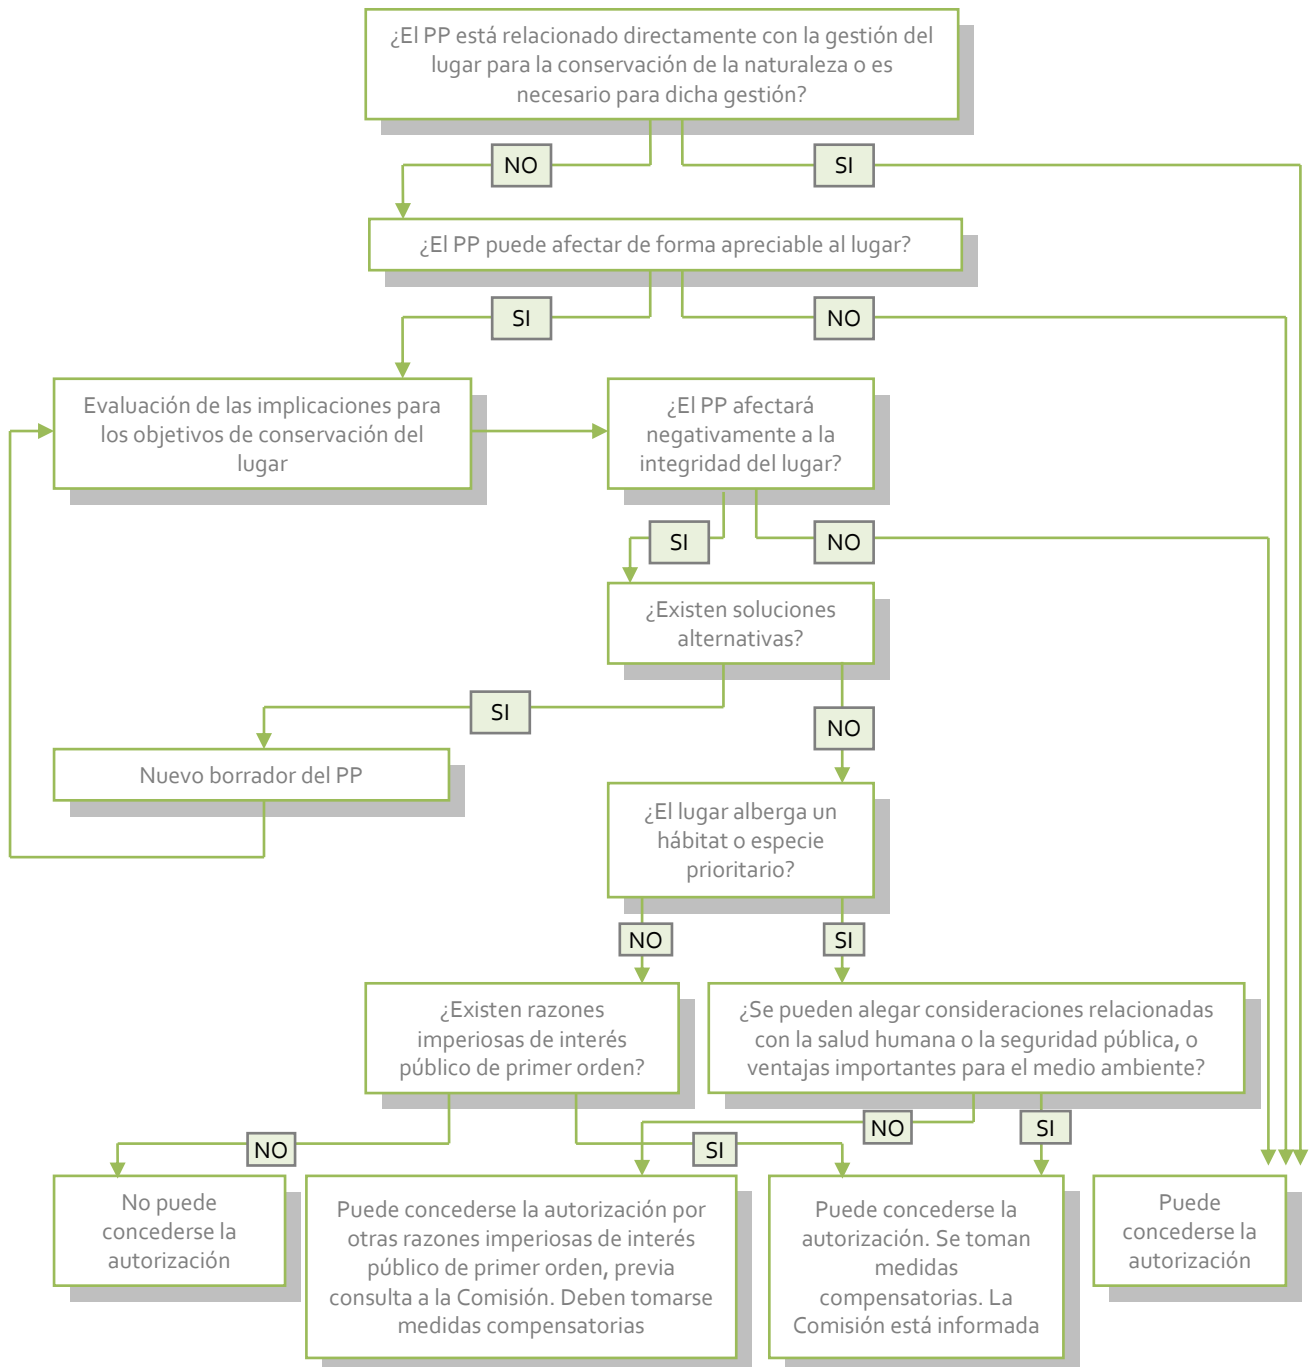 ¿El PP está relacionado directamente con la gestión del
lugar para la conservación de la naturaleza o es
necesario para dicha gestión?
NO
SI
¿El PP puede afectar de forma apreciable al lugar?
SI
NO
Evaluación de las implicaciones para
los objetivos de conservación del
lugar
¿El PP afectará
negativamente a la
integridad del lugar?
SI
NO
¿Existen soluciones
alternativas?
SI
NO
Nuevo borrador del PP
¿El lugar alberga un
hábitat o especie
prioritario?
NO
SI
¿Existen razones
imperiosas de interés
público de primer orden?
¿Se pueden alegar consideraciones relacionadas
con la salud humana o la seguridad pública, o
ventajas importantes para el medio ambiente?
NO
SI
NO
SI
No puede
concederse la
autorización
Puede concederse la autorización por
otras razones imperiosas de interés
público de primer orden, previa
consulta a la Comisión. Deben tomarse
medidas compensatorias
Puede concederse la
autorización. Se toman
medidas
compensatorias. La
Comisión está informada
Puede
concederse la
autorización